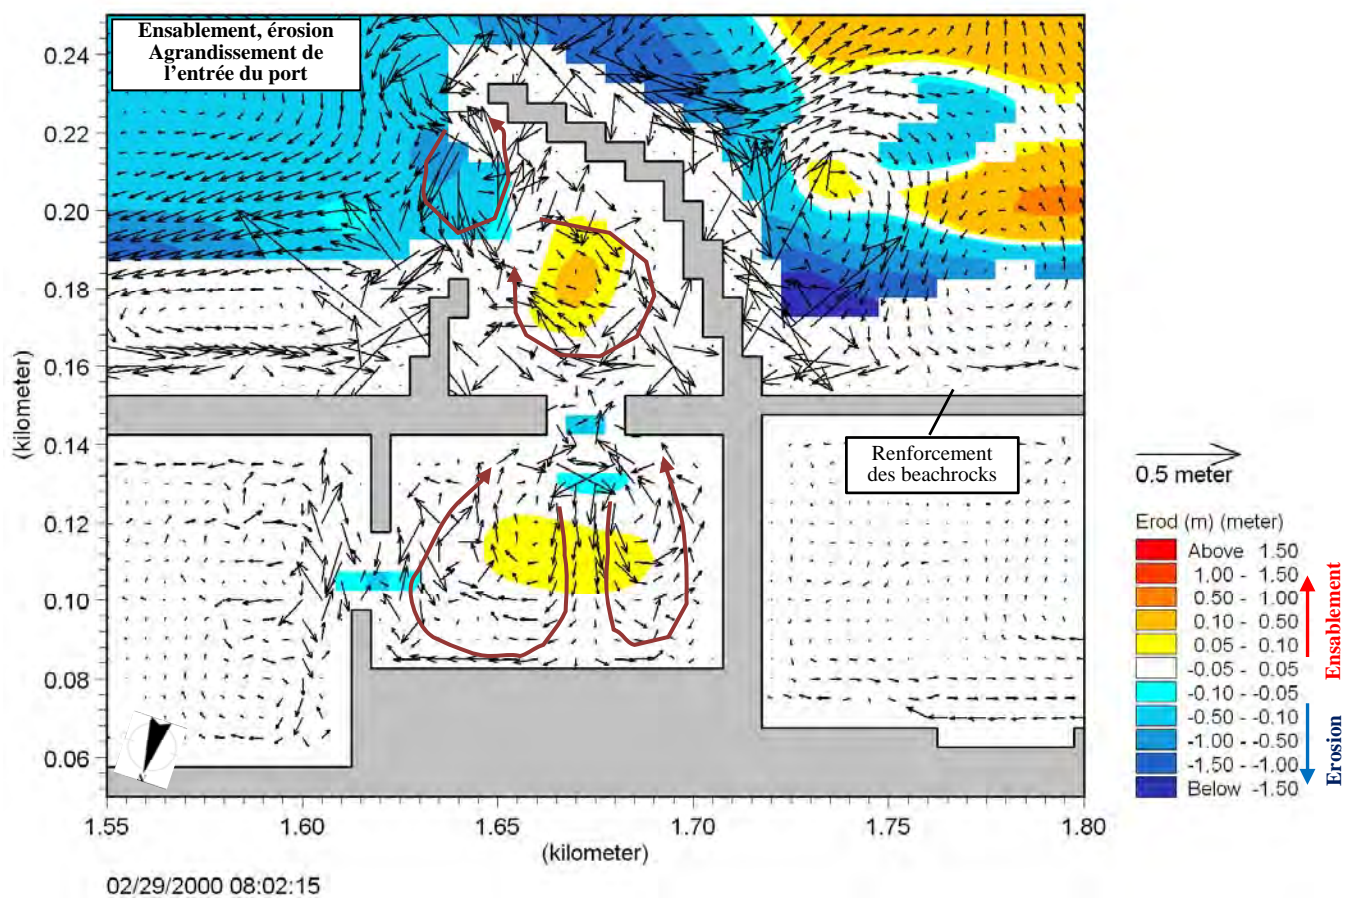 Ensablement, érosion
Agrandissement de
l'entrée du port
0.24
0.22
0.20
0.18
0.16
0.14
0.12
0.10
0.08
0.06
(kilometer)
1.55
1.60
1.65
1.70
1.75
1.80
(kilometer)
02/29/2000 08:02:15
Renforcement
des beachrocks
N
0.5 meter
Erod (m) (meter)
Above 1.50
1.00 - 1.50
0.50 - 1.00
0.10 - 0.50
0.05 - 0.10
-0.05 - 0.05
-0.10 - -0.05
-0.50 - -0.10
-1.00 - -0.50
-1.50 - -1.00
Below -1.50
Ensablement
Erosion